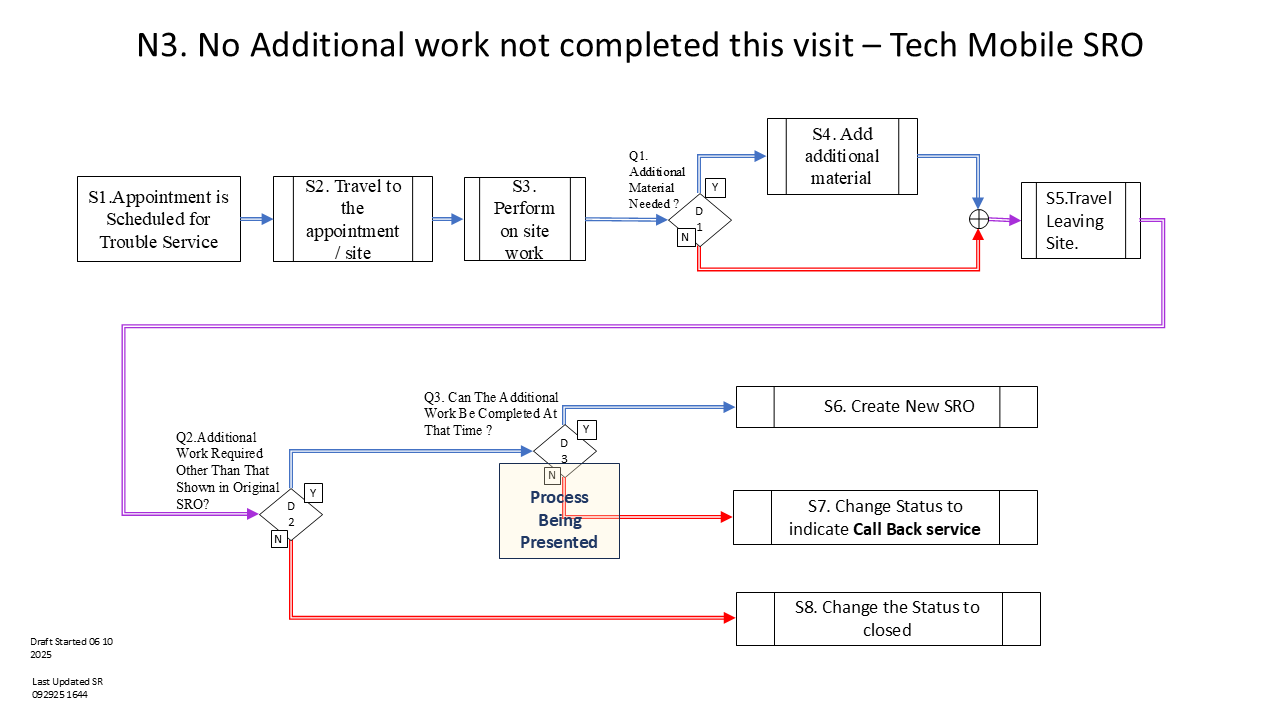 N3. No Additional work not completed this visit – Tech Mobile SRO
S1.Appointment is
Scheduled for
Trouble Service
S2. Travel to
the
appointment
/ site
S3.
Perform
on site
work
Q1.
Additional
Material
Needed ?
Y
D
1
N
S4. Add
additional
material
S5.Travel
Leaving
Site.
Q2.Additional
Work Required
Other Than That
Shown in Original
SRO?
Y
D
2
N
Q3. Can The Additional
Work Be Completed At
That Time ?
Y
D
3
N
Process
Being
Presented
S6. Create New SRO
S7. Change Status to
indicate Call Back service
S8. Change the Status to
closed
Draft Started 06 10
2025
Last Updated SR
092925 1644